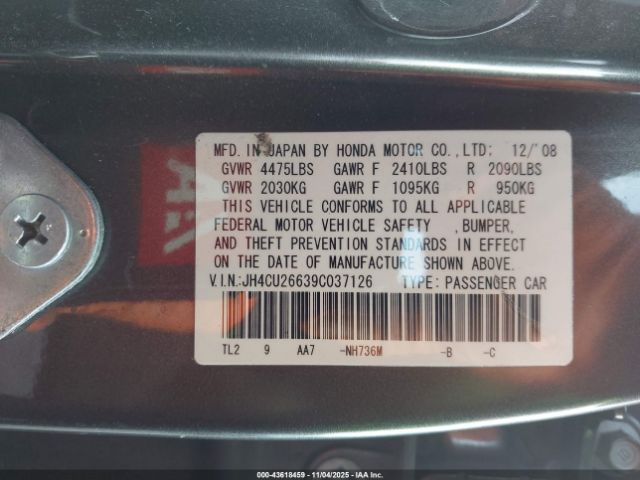 MFD. IN JAPAN BY HONDA MOTOR CO.,LTD: 12/'08
GVWR 4475LBS GAWR F 2410LBS R 2090LBS
GVWR 2030KG GAWR F 1095KG R 950KG
THIS VEHICLE CONFORMS TO ALL APPLICABLE
FEDERAL MOTOR VEHICLE SAFETY ,BUMPER,
AND THEFT PREVENTION STANDARDS IN EFFECT
ON THE DATE OF MANUFACTURE SHOWN ABOVE.
V.I.N:JH4CU26639C037126 TYPE: PASSENGER CAR
TL2 9 AA7 -NH736M -B -C
000-43618459 - 11/04/2025 - IAA Inc.